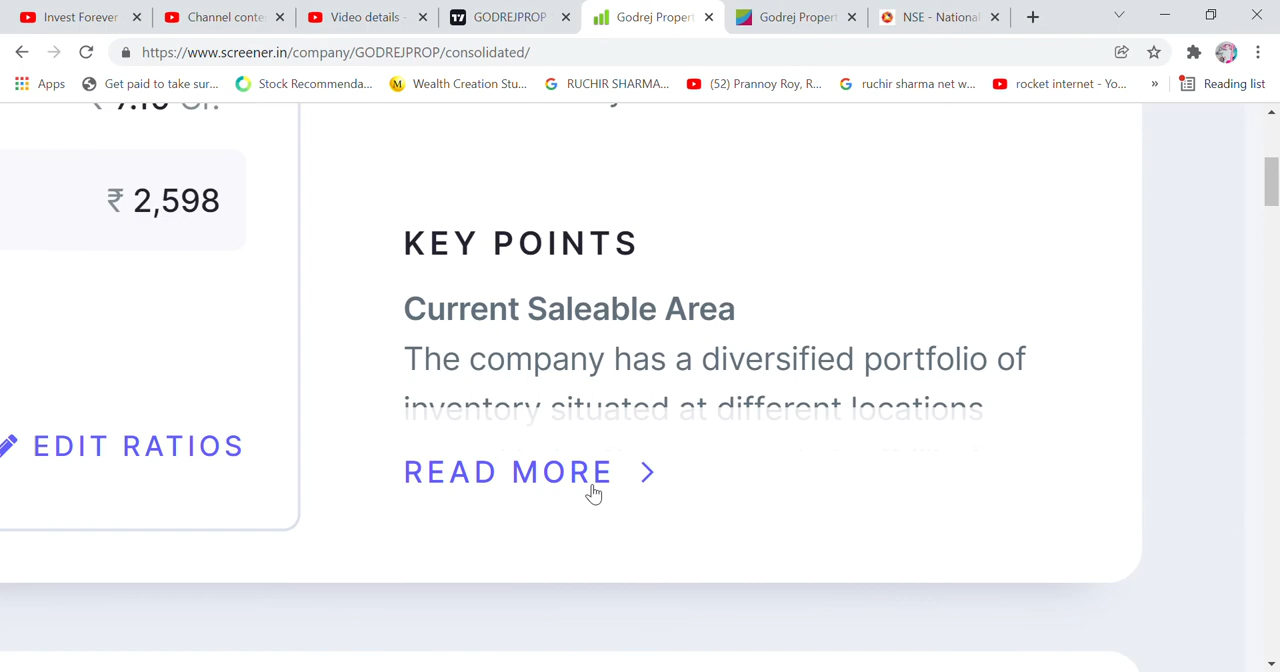 Invest Forever
Channel conte
Video details -
GODREJPROP
Godrej Propert
Godrej Propert
NSE - National
https://www.screener.in/company/GODREJPROP/consolidated/
Apps
Get paid to take sur...
Stock Recommenda...
Wealth Creation Stu...
RUCHIR SHARMA...
(52) Prannoy Roy, R...
ruchir sharma net w...
rocket internet - Yo...
»
Reading list
₹ 2,598
EDIT RATIOS
KEY POINTS
Current Saleable Area
The company has a diversified portfolio of
inventory situated at different locations
READ MORE